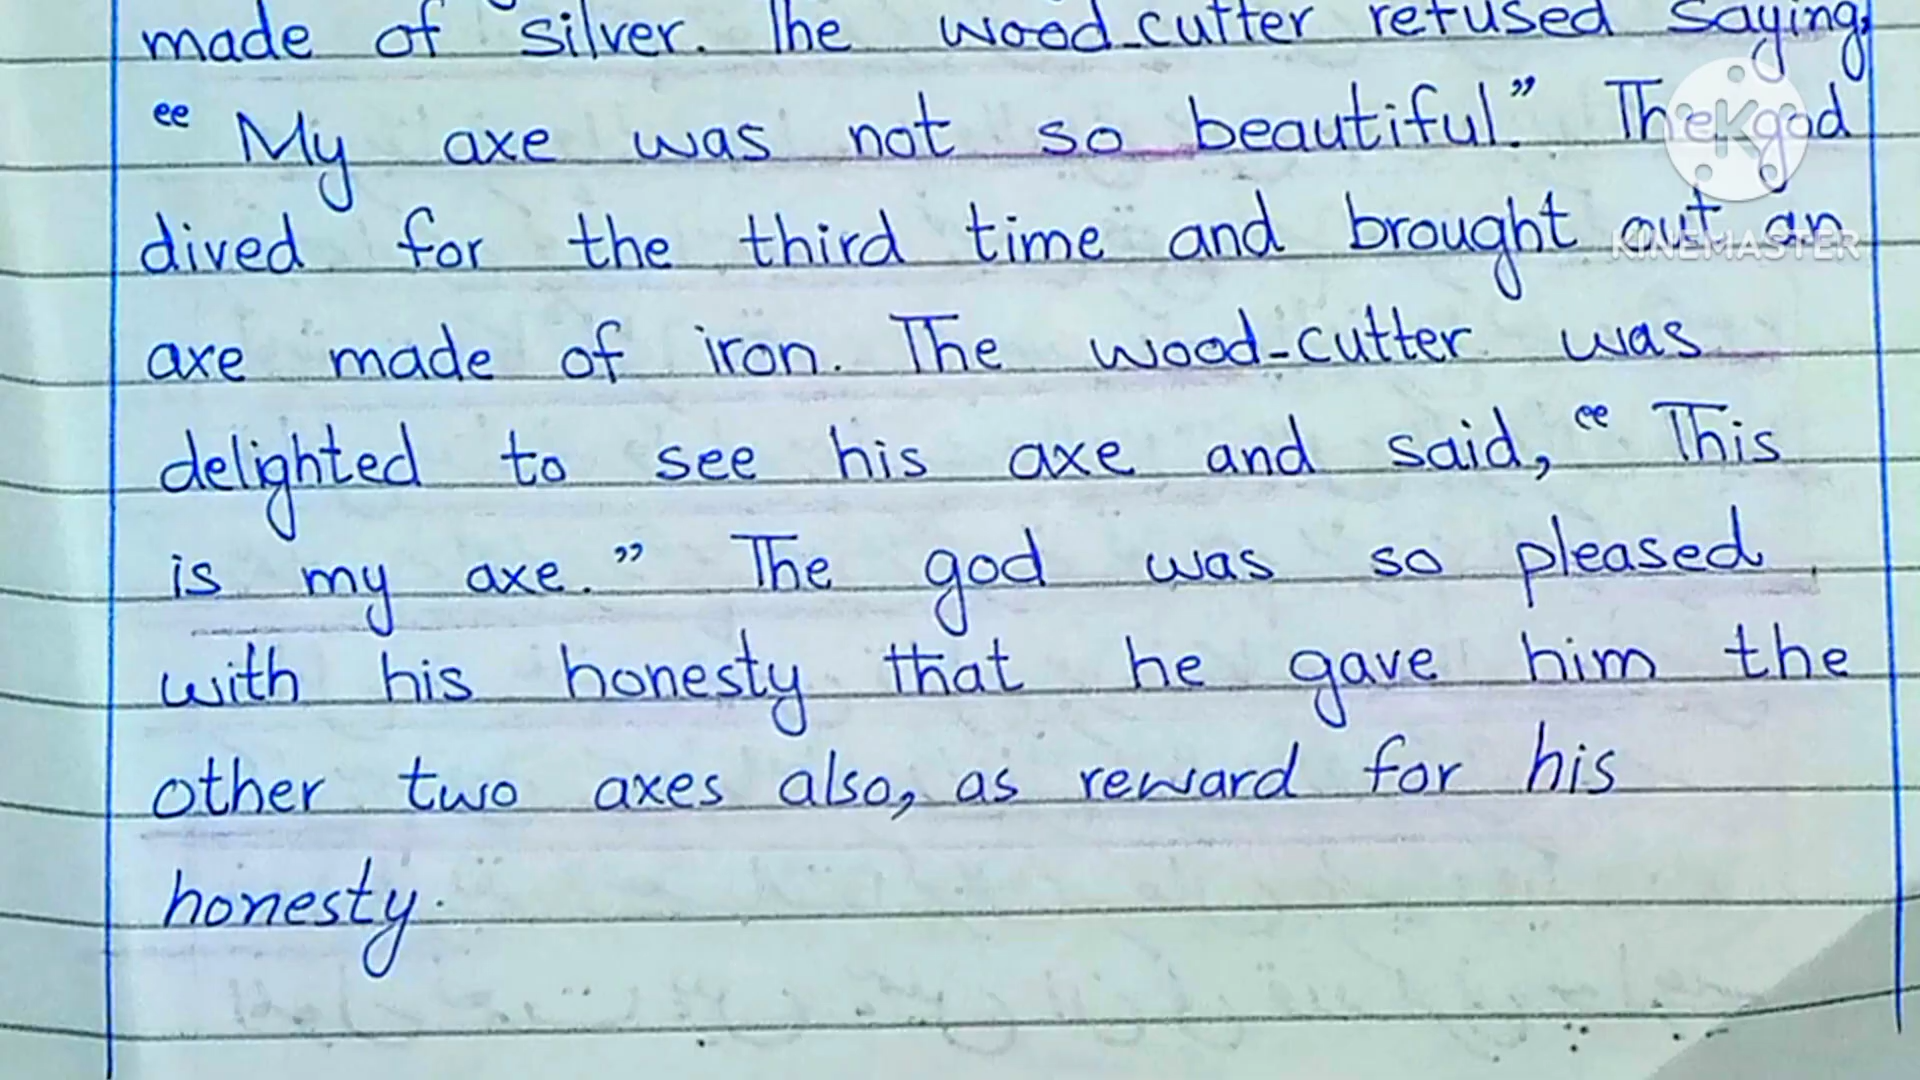 made of silver. The wood-cutter refused saying,
"My axe was not so beautiful." The god
dived for the third time and brought out an
axe made of iron. The wood-cutter was
delighted to see his axe and said, "This
is my axe." The god was so pleased
with his honesty that he gave him the
other two axes also, as reward for his
honesty.
KINEMASTER